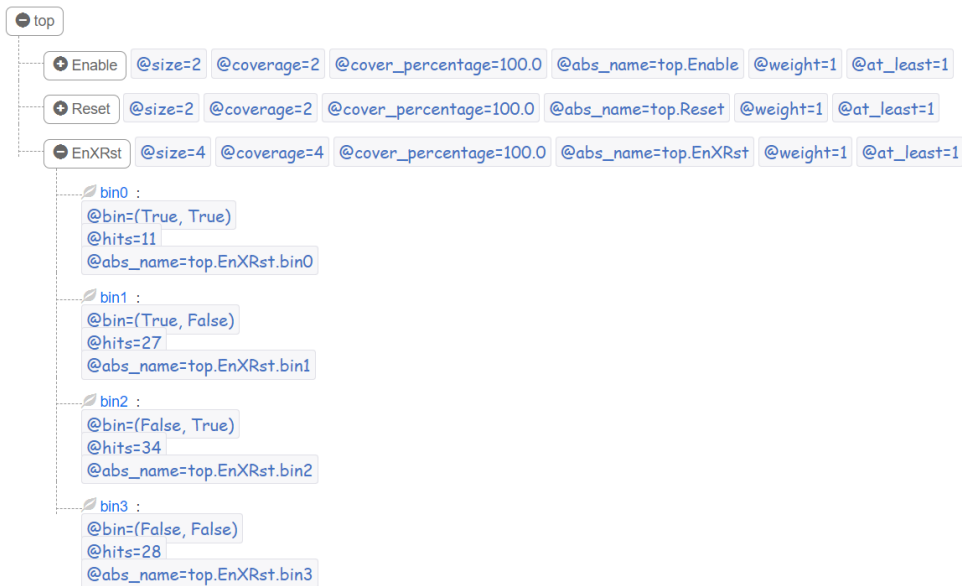 top
Enable @size=2 @coverage=2 @cover_percentage=100.0 @abs_name=top.Enable @weight=1 @at_least=1
Reset @size=2 @coverage=2 @cover_percentage=100.0 @abs_name=top.Reset @weight=1 @at_least=1
EnXRst @size=4 @coverage=4 @cover_percentage=100.0 @abs_name=top.EnXRst @weight=1 @at_least=1
bin0 :
@bin=(True, True)
@hits=11
@abs_name=top.EnXRst.bin0
bin1 :
@bin=(True, False)
@hits=27
@abs_name=top.EnXRst.bin1
bin2 :
@bin=(False, True)
@hits=34
@abs_name=top.EnXRst.bin2
bin3 :
@bin=(False, False)
@hits=28
@abs_name=top.EnXRst.bin3